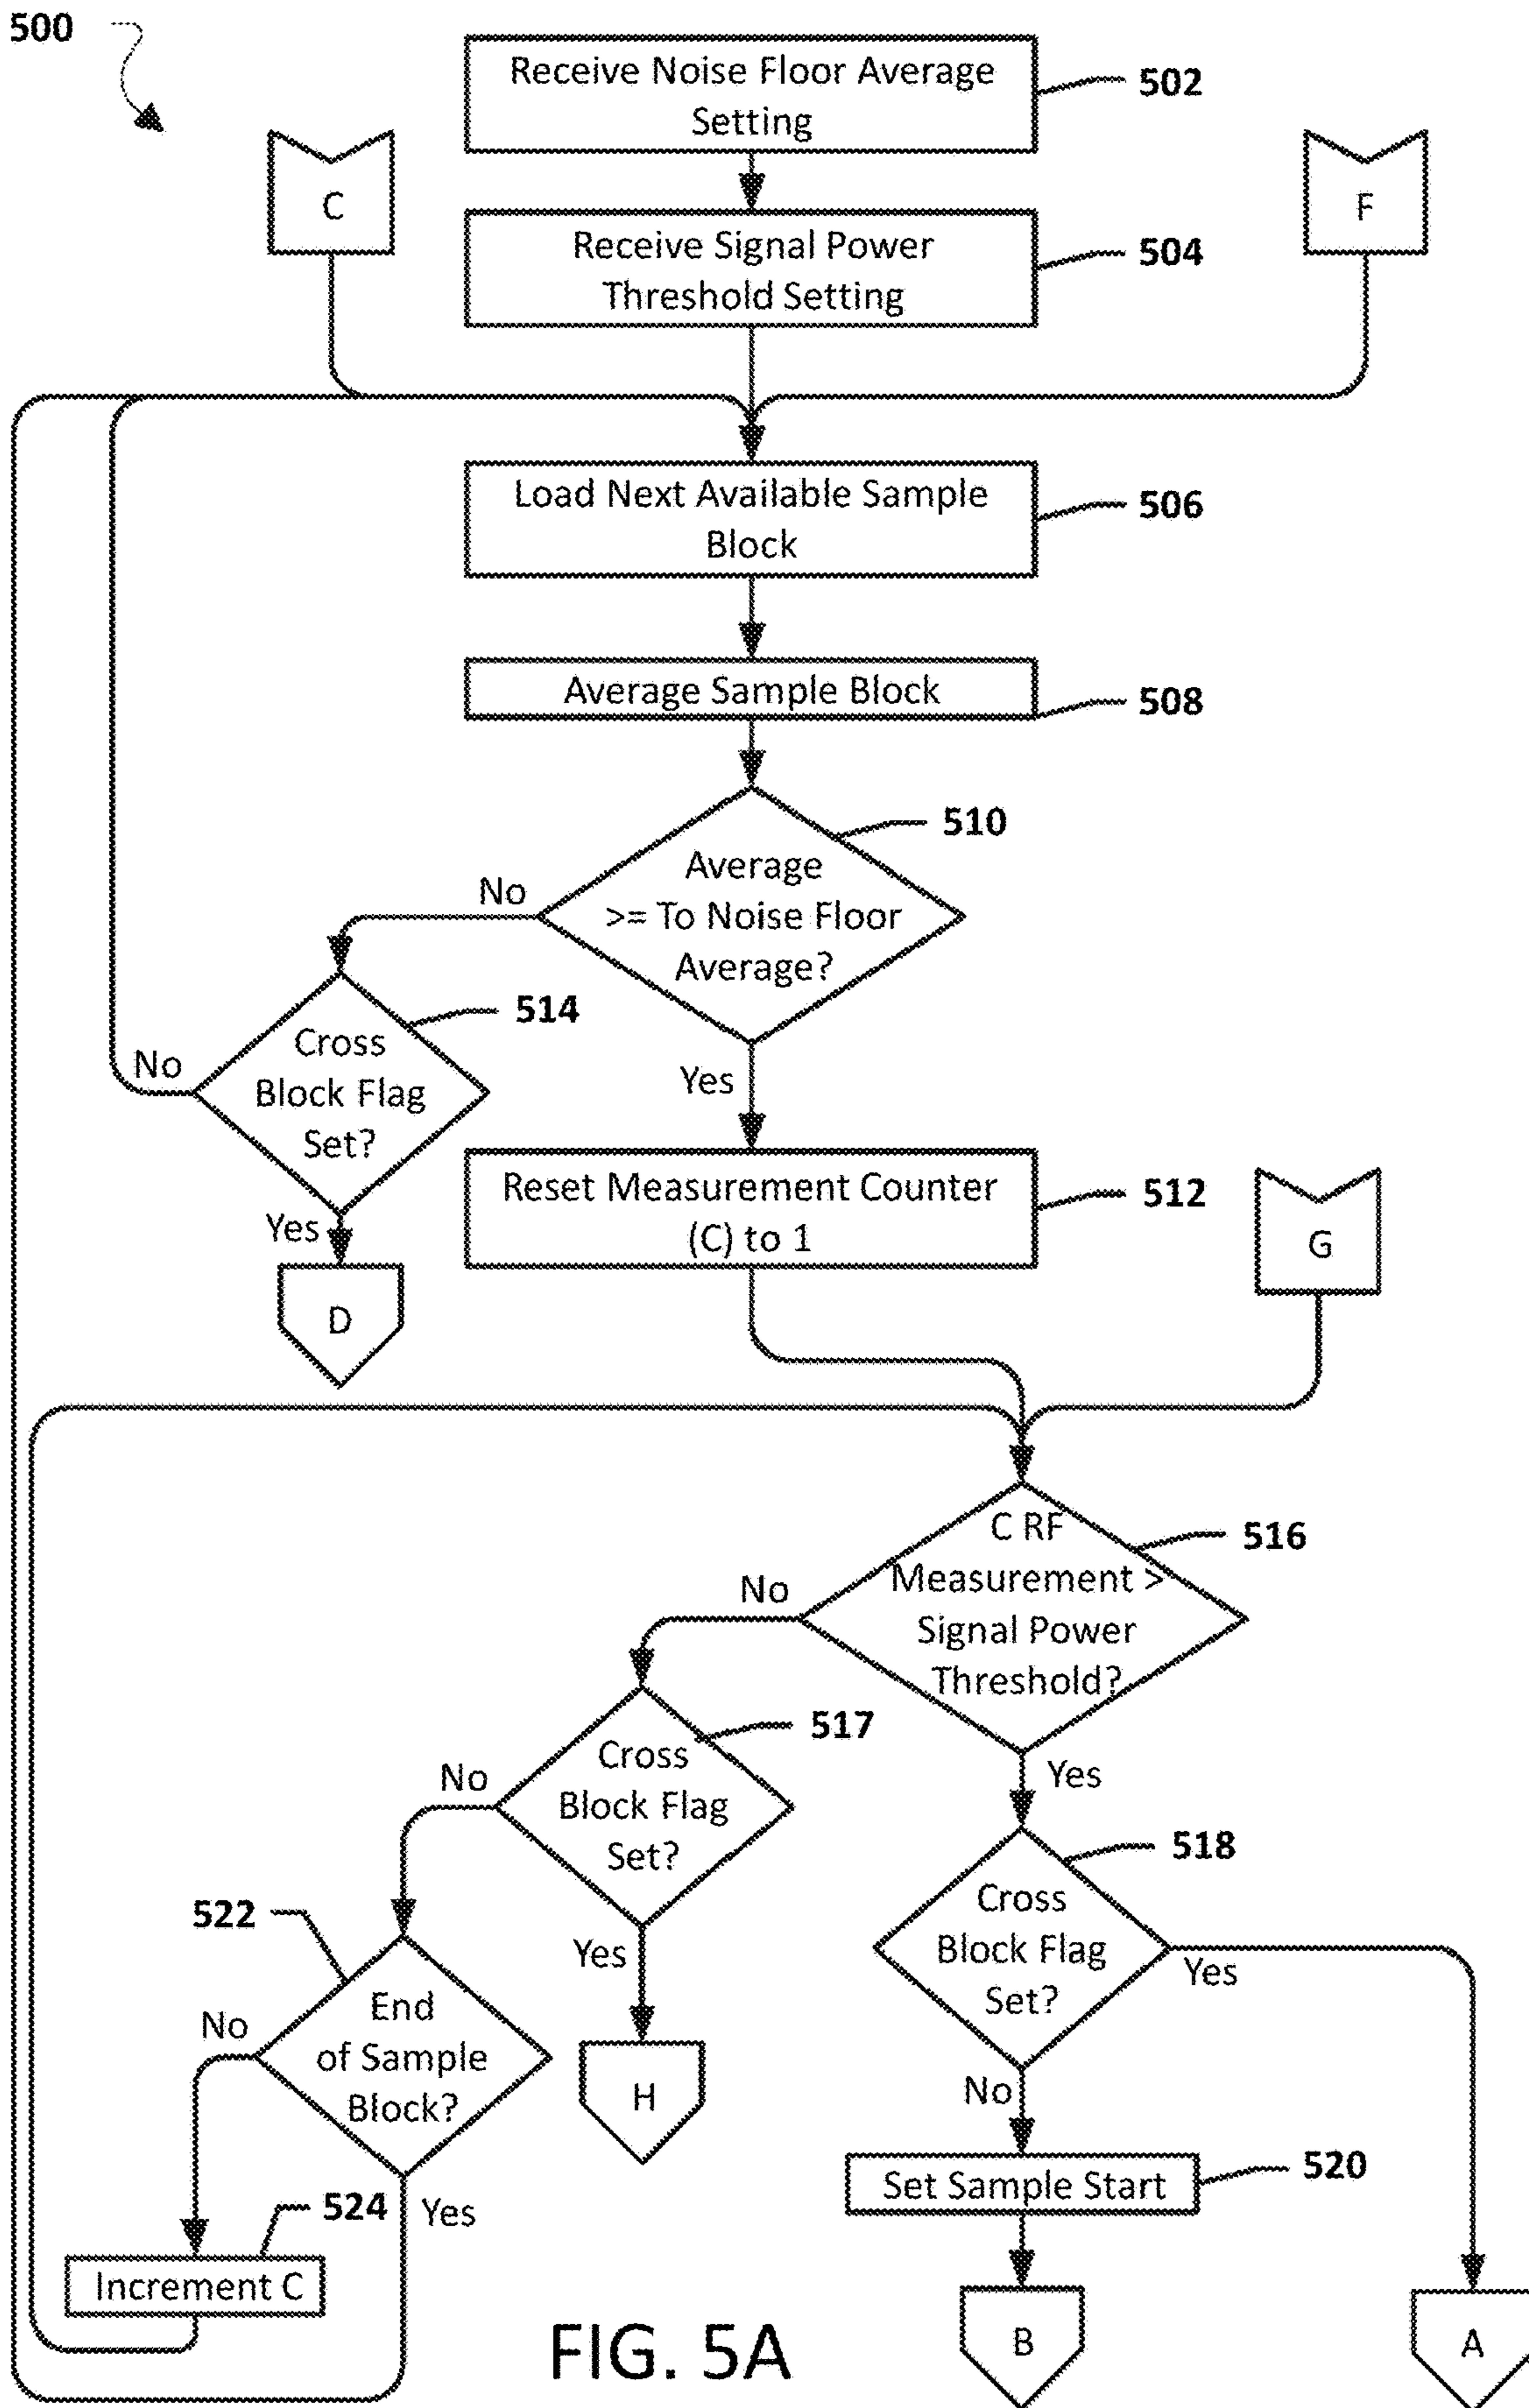 500
Receive Noise Floor Average
Setting
502
C
F
Receive Signal Power
Threshold Setting
504
Load Next Available Sample
Block
506
Average Sample Block
508
510
Average
>= To Noise Floor
Average?
No
514
Cross
Block Flag
Set?
No
Yes
Yes
D
Reset Measurement Counter
(C) to 1
512
G
C RF
Measurement >
Signal Power
Threshold?
516
No
517
Cross
Block Flag
Set?
No
Yes
Yes
518
Cross
Block Flag
Set?
Yes
522
End
of Sample
Block?
No
H
No
Set Sample Start
520
524
Yes
Increment C
B
A
FIG. 5A